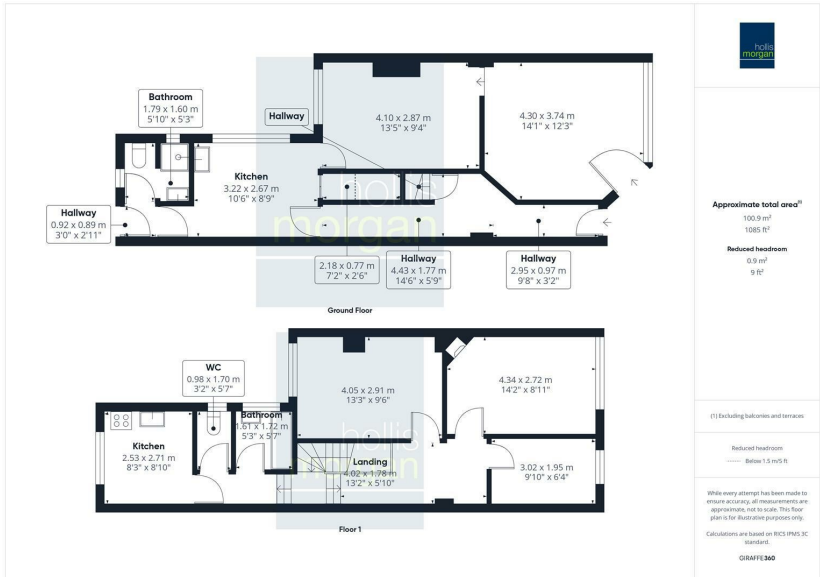 Bathroom
1.79 x 1.60 m
5'10" x 5'3"
Hallway
4.10 x 2.87 m
13'5" x 9'4"
4.30 x 3.74 m
14'1" x 12'3"
Kitchen
3.22 x 2.67 m
10'6" x 8'9"
Hallway
0.92 x 0.89 m
3'0" x 2'11"
hollis
morgan
2.18 x 0.77 m
7'2" x 2'6"
Hallway
4.43 x 1.77 m
14'6" x 5'9"
Hallway
2.95 x 0.97 m
9'8" x 3'2"
Ground Floor
WC
0.98 x 1.70 m
3'2" x 5'7"
4.05 x 2.91 m
13'3" x 9'6"
4.34 x 2.72 m
14'2" x 8'11"
Bathroom
1.61 x 1.72 m
5'3" x 5'7"
Kitchen
2.53 x 2.71 m
8'3" x 8'10"
hollis
morgan
Landing
4.02 x 1.78 m
13'2" x 5'10"
3.02 x 1.95 m
9'10" x 6'4"
Floor 1
hollis
morgan
Approximate total area(1)
100.9 m²
1085 ft²
Reduced headroom
0.9 m²
9 ft²
(1) Excluding balconies and terraces
Reduced headroom
Below 1.5 m/5 ft
While every attempt has been made to
ensure accuracy, all measurements are
approximate, not to scale. This floor
plan is for illustrative purposes only.
Calculations are based on RICS IPMS 3C
standard.
GIRAFFE360